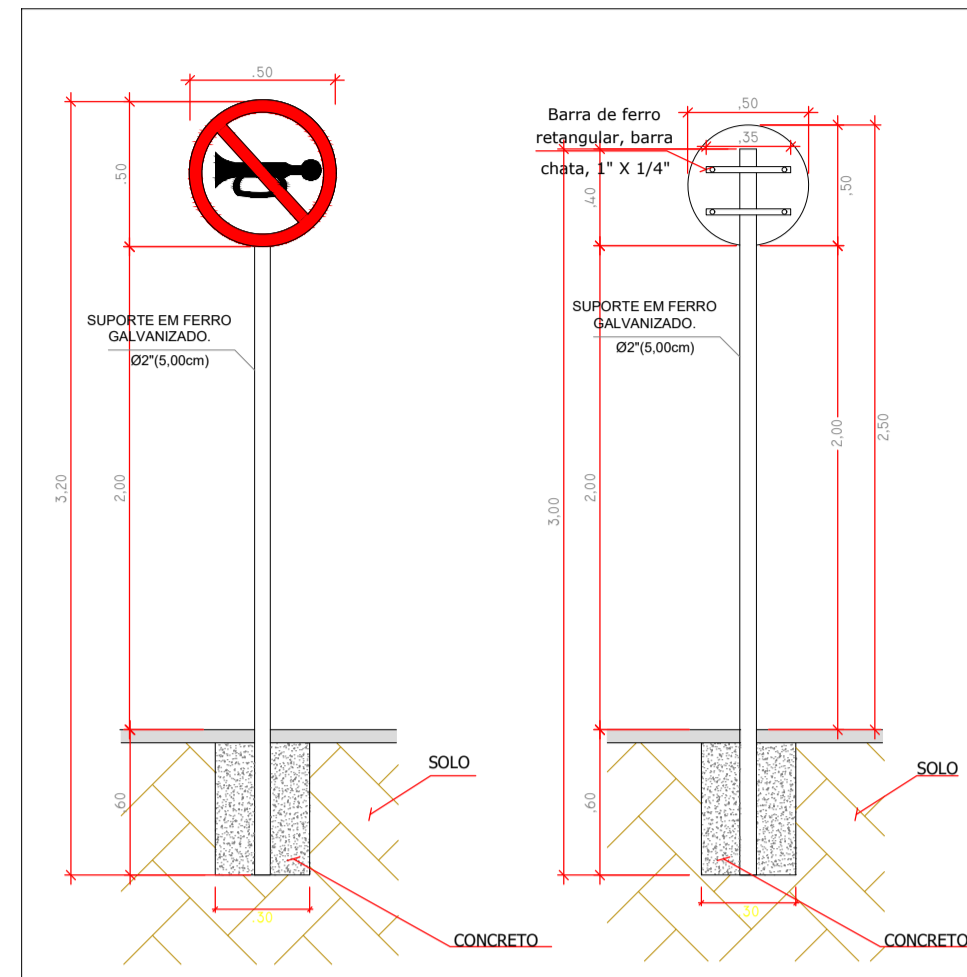 .50
.50
SUPORTE EM FERRO
GALVANIZADO.
Ø2"(5,00cm)
3,20
2,00
.60
.30
SOLO
CONCRETO
Barra de ferro
retangular, barra
chata, 1" X 1/4"
,50
,35
,40
,50
SUPORTE EM FERRO
GALVANIZADO.
Ø2"(5,00cm)
3,00
2,00
2,00
2,50
,60
,30
SOLO
CONCRETO